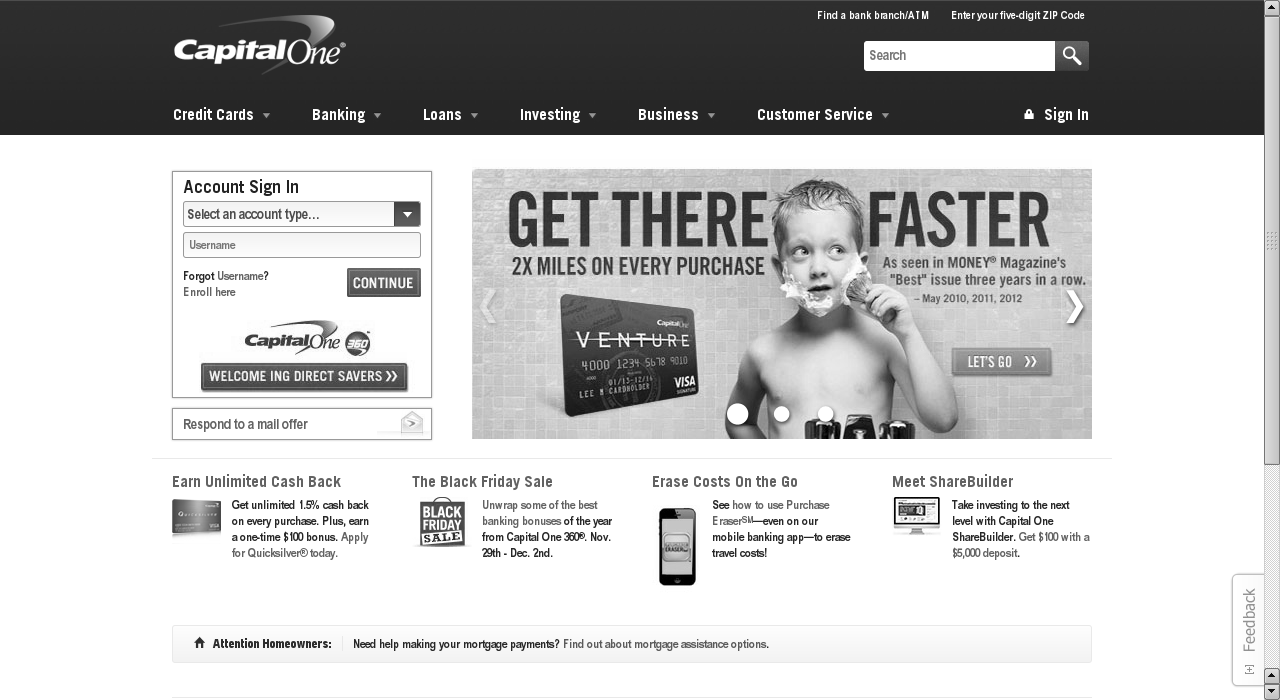 Find a bank branch/ATM
Enter your five-digit ZIP Code
Capital One®
Search
Credit Cards
Banking
Loans
Investing
Business
Customer Service
Sign In
Account Sign In
Select an account type...
Username
Forgot Username?
Enroll here
CONTINUE
Capital One 360
WELCOME ING DIRECT SAVERS
Respond to a mail offer
GET THERE FASTER
2X MILES ON EVERY PURCHASE
As seen in MONEY® Magazine's
"Best" issue three years in a row.
– May 2010, 2011, 2012
Capital One
VENTURE
4000 1234 5678 9010
4000
01/13-12/16
LEE M CARDHOLDER
VISA
SIGNATURE
LET'S GO
Earn Unlimited Cash Back
Get unlimited 1.5% cash back
on every purchase. Plus, earn
a one-time $100 bonus. Apply
for Quicksilver® today.
The Black Friday Sale
BLACK
FRIDAY
SALE
Unwrap some of the best
banking bonuses of the year
from Capital One 360®. Nov.
29th - Dec. 2nd.
Erase Costs On the Go
See how to use Purchase
Eraser℠—even on our
mobile banking app—to erase
travel costs!
Meet ShareBuilder
Take investing to the next
level with Capital One
ShareBuilder. Get $100 with a
$5,000 deposit.
Attention Homeowners:
Need help making your mortgage payments? Find out about mortgage assistance options.
Feedback
[+]